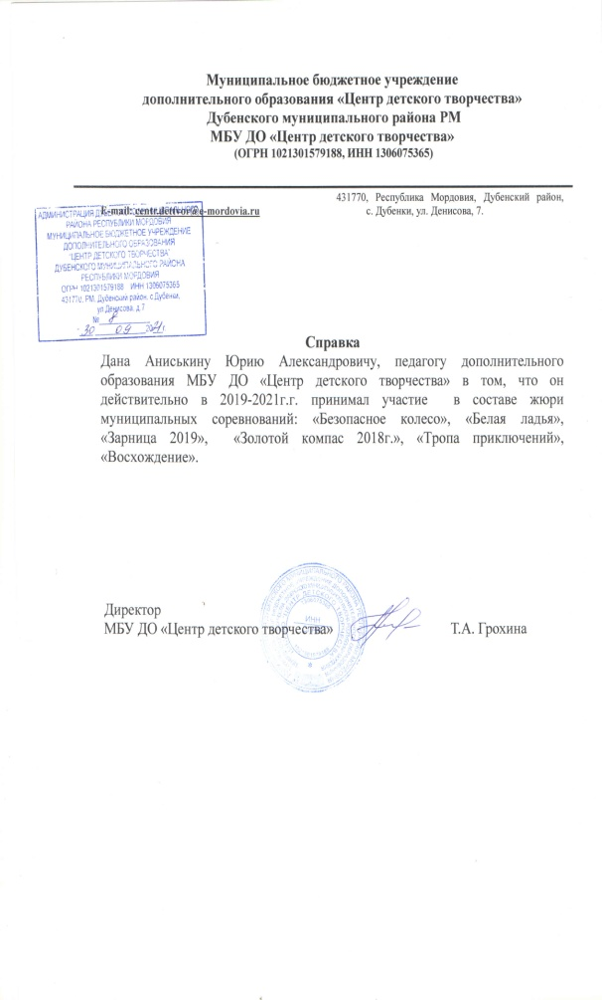 Муниципальное бюджетное учреждение
дополнительного образования «Центр детского творчества»
Дубенского муниципального района РМ
МБУ ДО «Центр детского творчества»
(ОГРН 1021301579188, ИНН 1306075365)
431770, Республика Мордовия, Дубенский район,
с. Дубенки, ул. Денисова, 7.
E-mail: centr.dettvor@e-mordovia.ru
АДМИНИСТРАЦИЯ
РАЙОНА РЕСПУБЛИКИ МОРДОВИЯ
МУНИЦИПАЛЬНОЕ БЮДЖЕТНОЕ УЧРЕЖДЕНИЕ
ДОПОЛНИТЕЛЬНОГО ОБРАЗОВАНИЯ
"ЦЕНТР ДЕТСКОГО ТВОРЧЕСТВА"
ДУБЕНСКОГО МУНИЦИПАЛЬНОГО РАЙОНА
РЕСПУБЛИКИ МОРДОВИЯ
ОГРН 1021301579188 ИНН 1306075365
431770, РМ, Дубенский район, с.Дубенки,
ул.Денисова, д.7
№ 8
30 09 2021г.
Справка
Дана Аниськину Юрию Александровичу, педагогу дополнительного
образования МБУ ДО «Центр детского творчества» в том, что он
действительно в 2019-2021г.г. принимал участие в составе жюри
муниципальных соревнований: «Безопасное колесо», «Белая ладья»,
«Зарница 2019», «Золотой компас 2018г.», «Тропа приключений»,
«Восхождение».
Директор
МБУ ДО «Центр детского творчества» Т.А. Грохина
ИНН